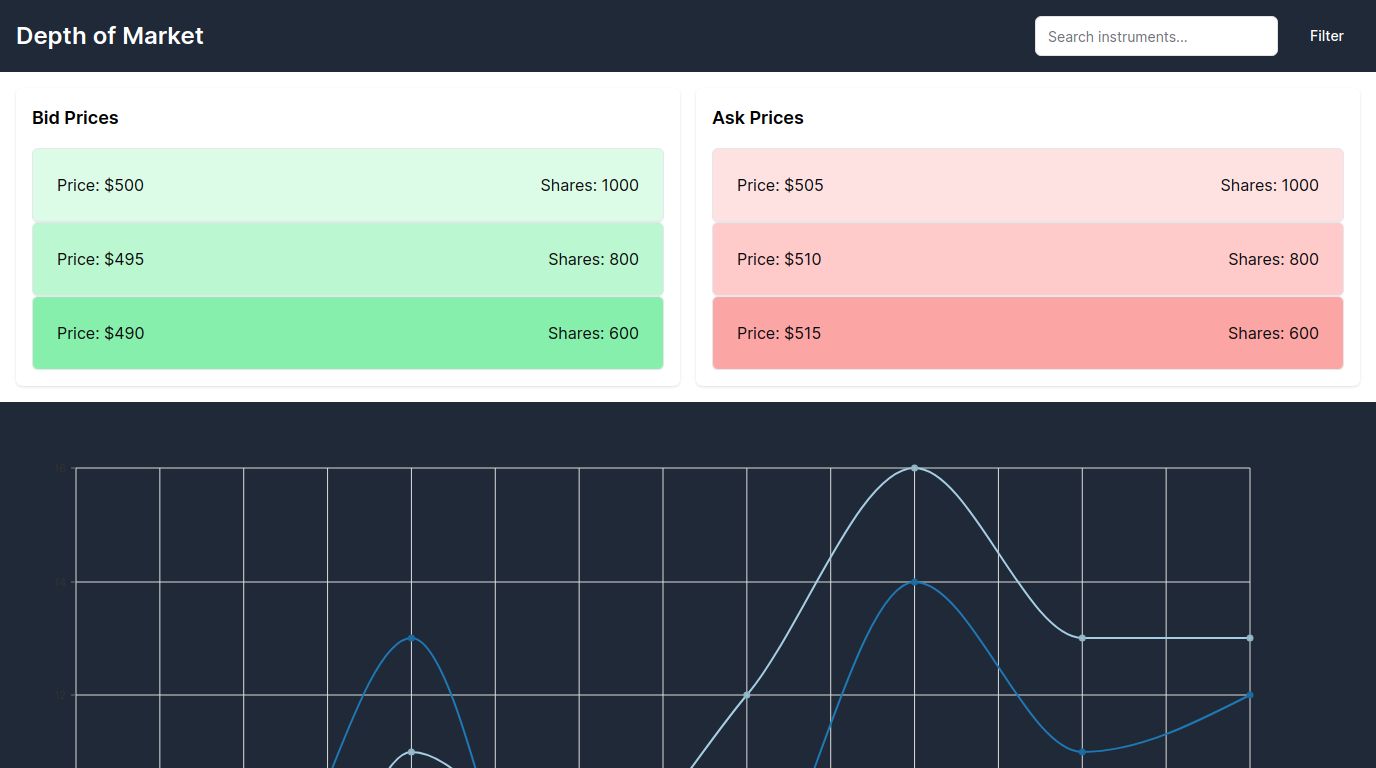 Depth of Market
Search instruments...
Filter
Bid Prices
Price: $500 Shares: 1000
Price: $495 Shares: 800
Price: $490 Shares: 600
Ask Prices
Price: $505 Shares: 1000
Price: $510 Shares: 800
Price: $515 Shares: 600
16
14
12